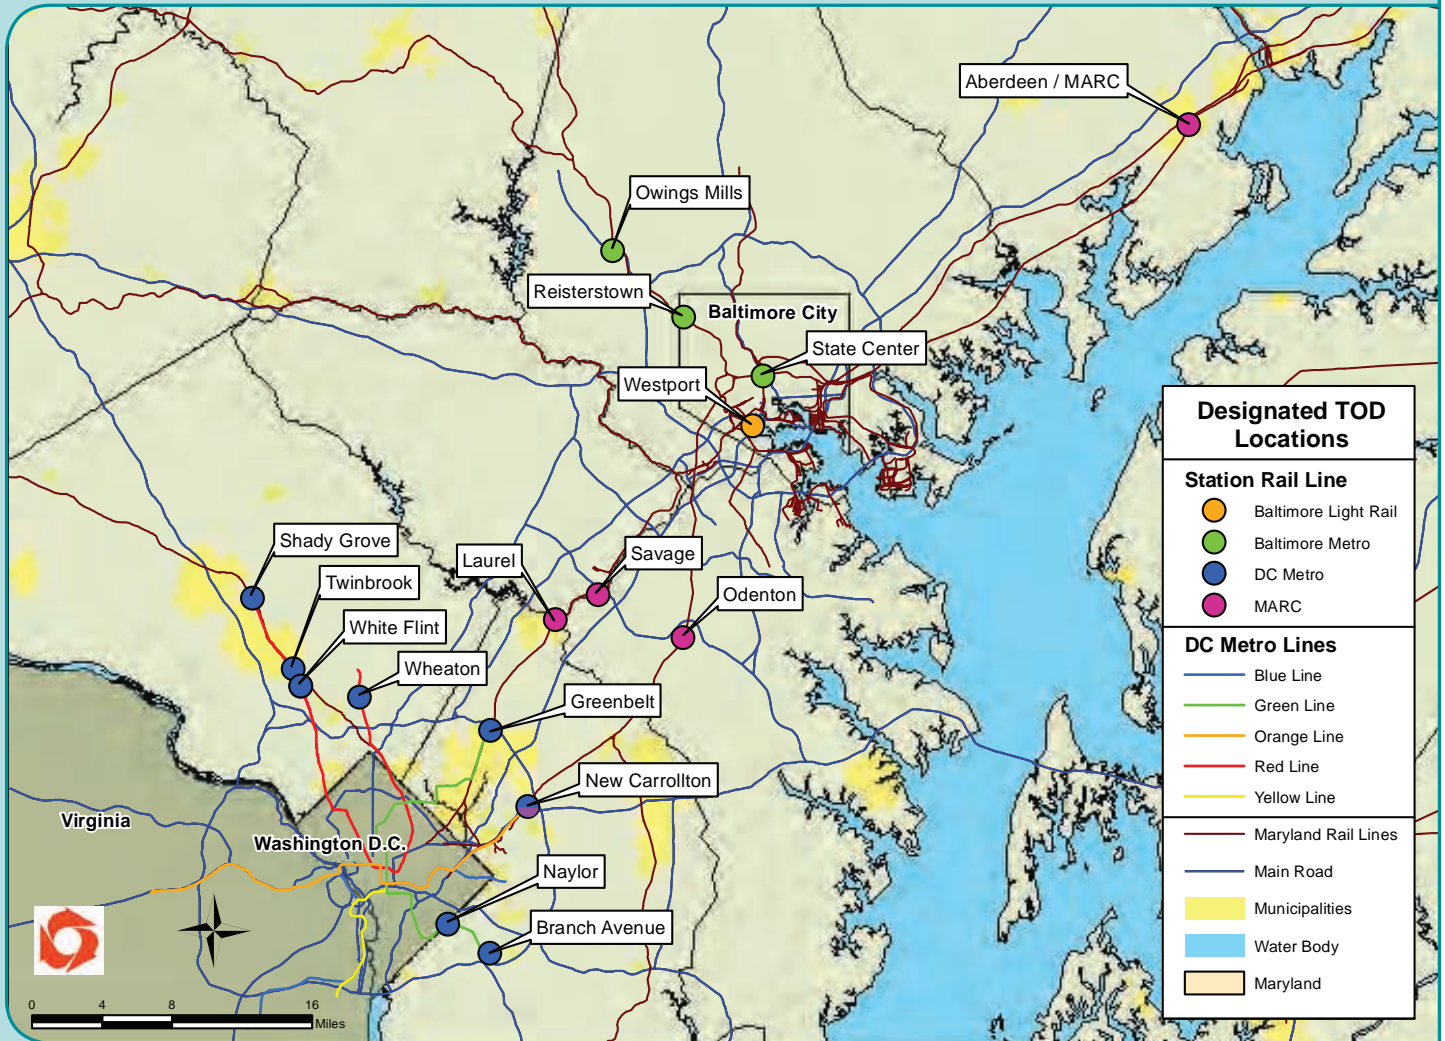 Aberdeen / MARC
Owings Mills
Reisterstown
Baltimore City
State Center
Westport
Shady Grove
Twinbrook
White Flint
Wheaton
Laurel
Savage
Odenton
Greenbelt
New Carrollton
Virginia
Washington D.C.
Naylor
Branch Avenue
0 4 8 16
Miles
Designated TOD
Locations
Station Rail Line
Baltimore Light Rail
Baltimore Metro
DC Metro
MARC
DC Metro Lines
Blue Line
Green Line
Orange Line
Red Line
Yellow Line
Maryland Rail Lines
Main Road
Municipalities
Water Body
Maryland